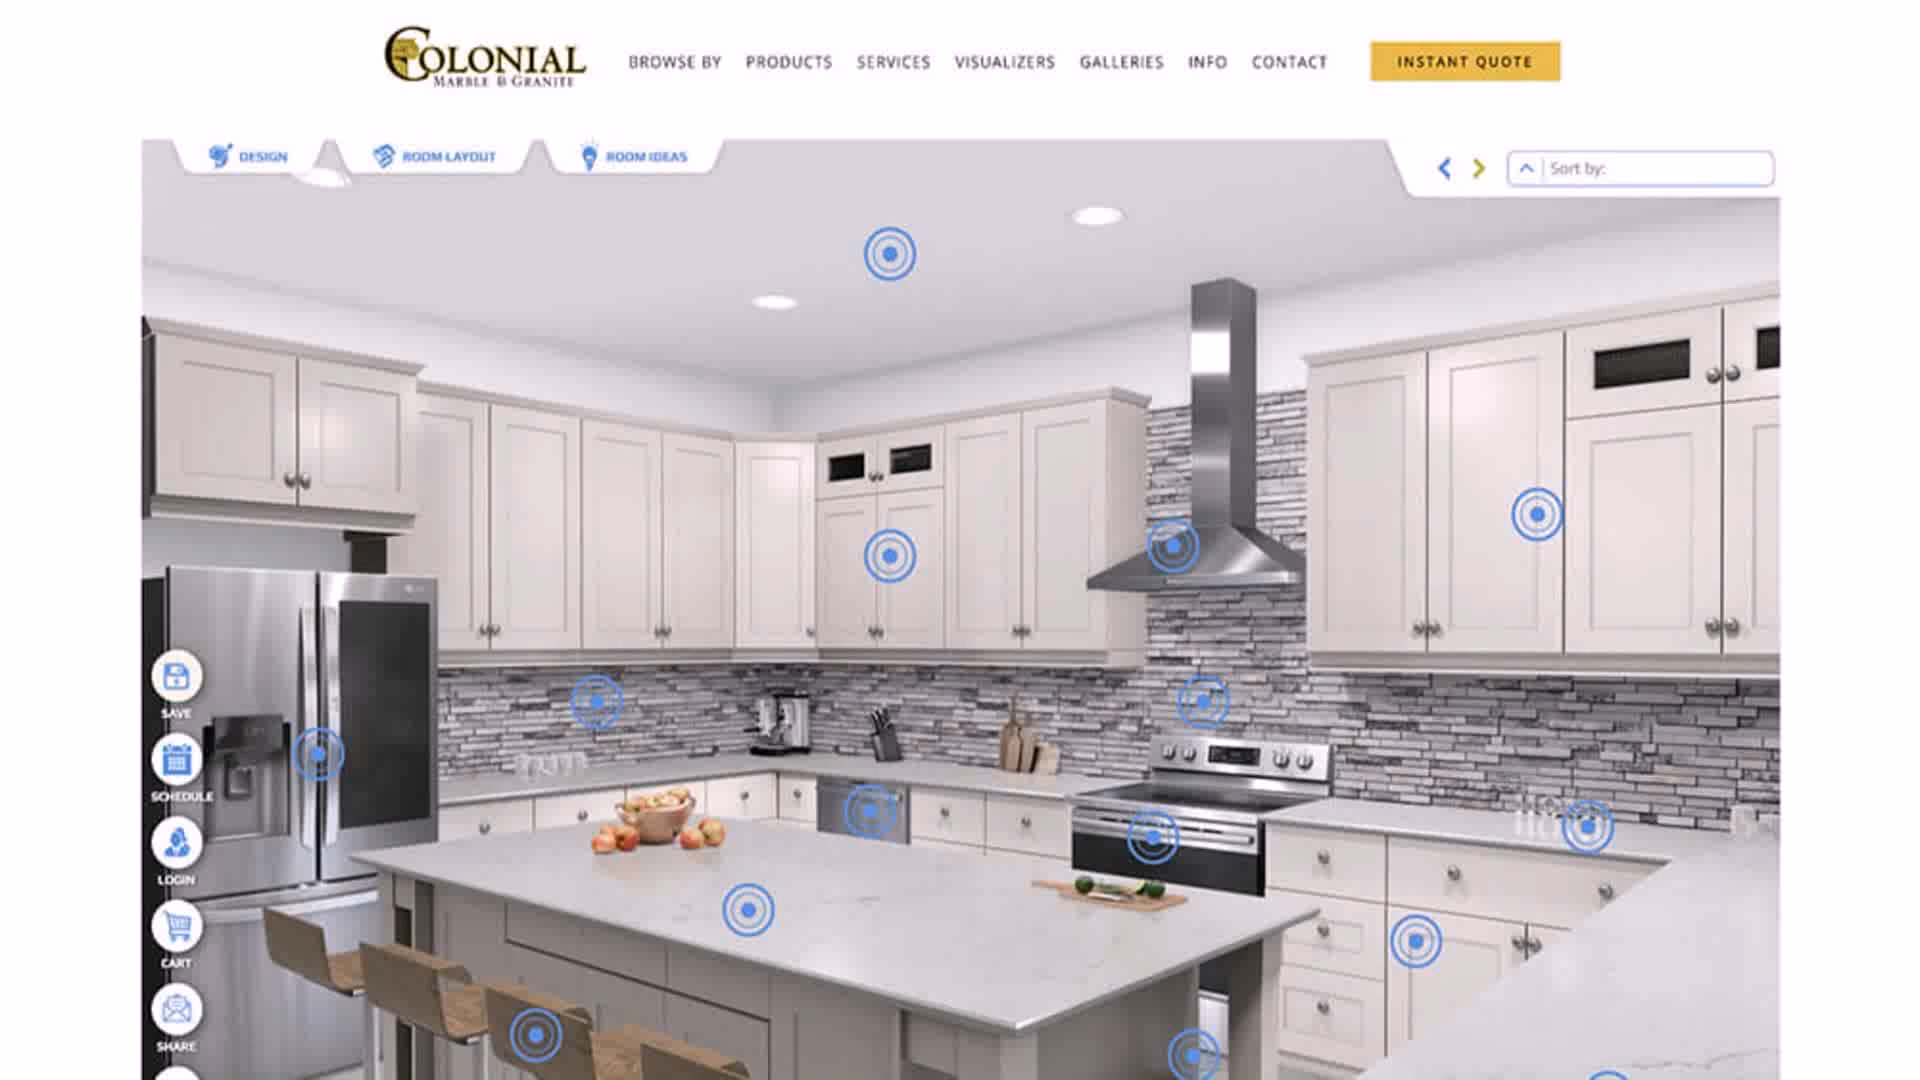 COLONIAL
MARBLE & GRANITE
BROWSE BY
PRODUCTS
SERVICES
VISUALIZERS
GALLERIES
INFO
CONTACT
INSTANT QUOTE
DESIGN
ROOM LAYOUT
ROOM IDEAS
Sort by:
SAVE
SCHEDULE
LOGIN
CART
SHARE